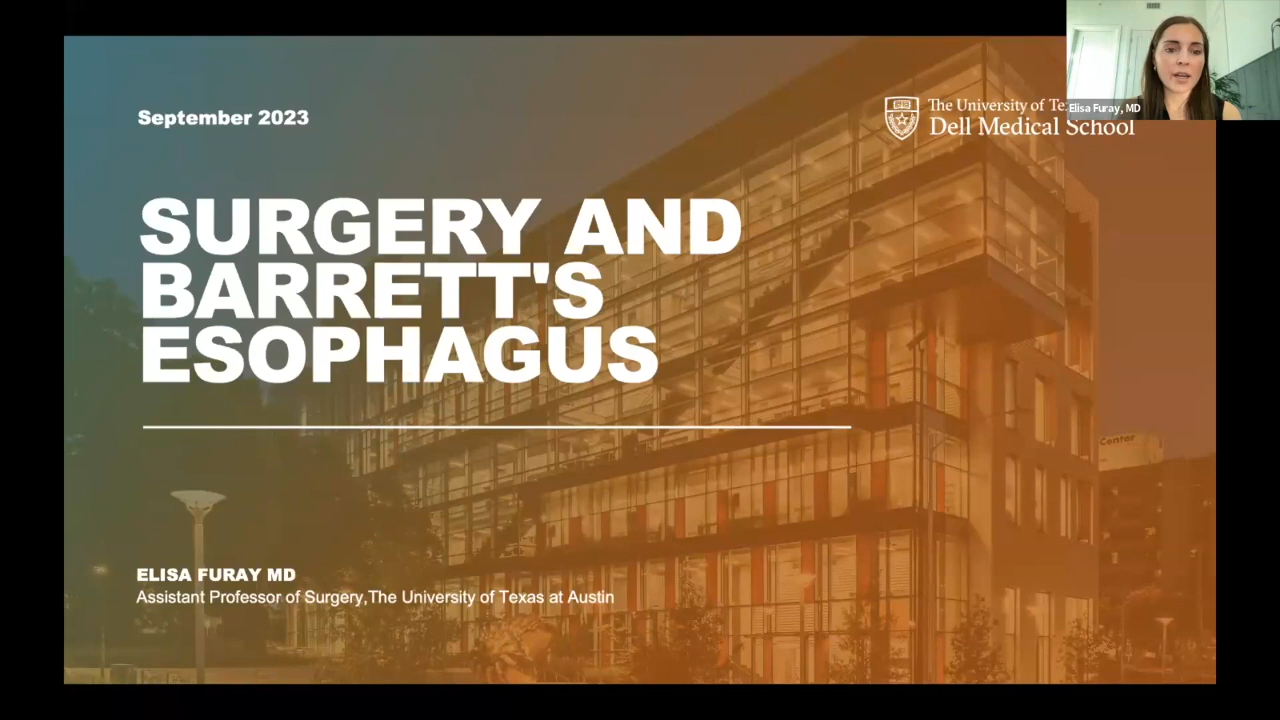 September 2023
The University of Te
Dell Medical School
Elisa Furay, MD
SURGERY AND
BARRETT'S
ESOPHAGUS
Center
ELISA FURAY MD
Assistant Professor of Surgery,The University of Texas at Austin